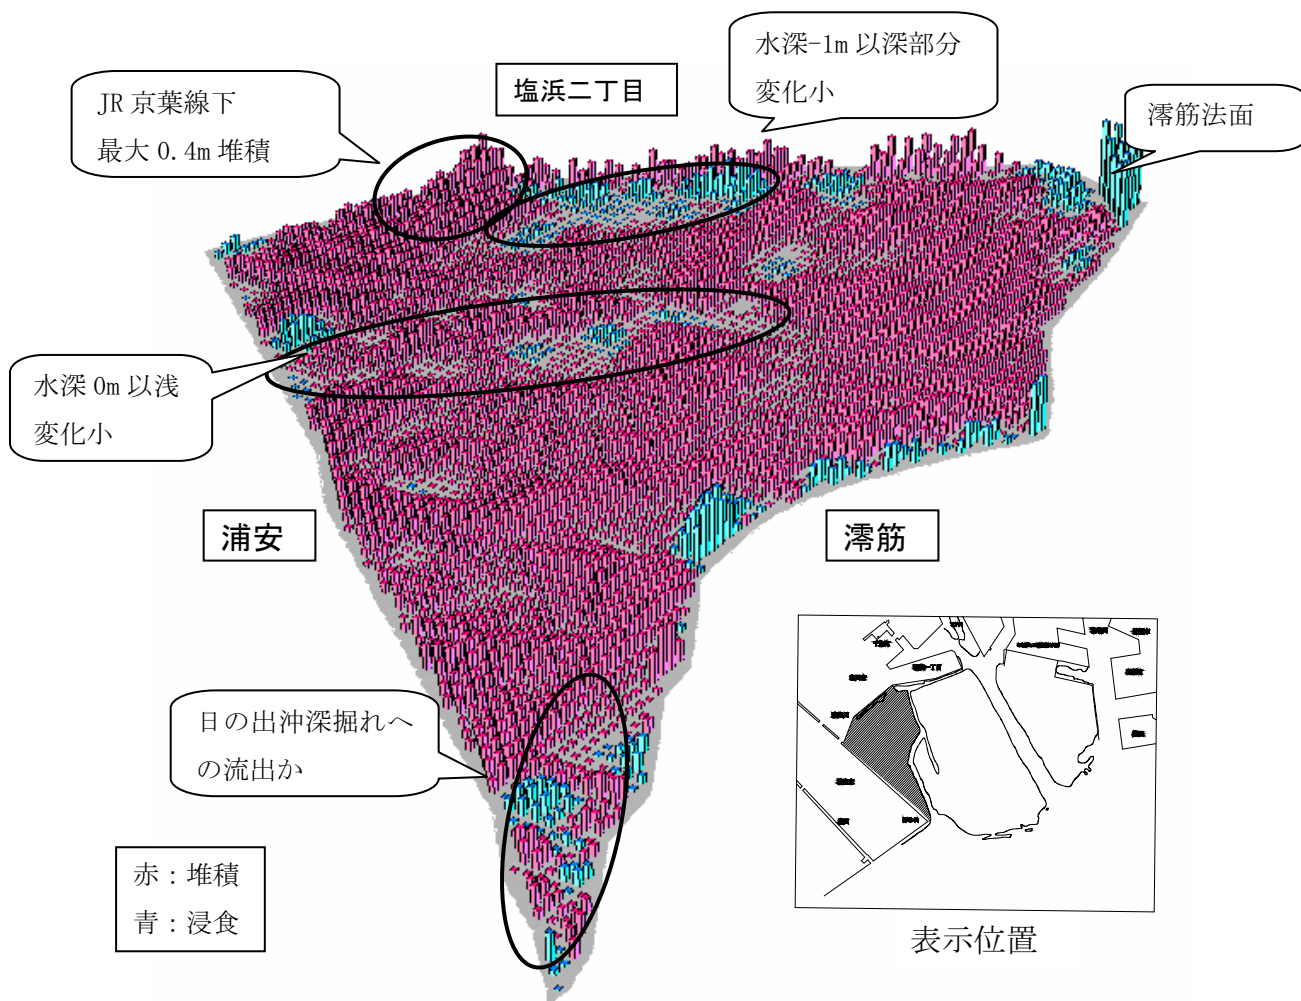 水深-1m 以深部分
変化小
塩浜二丁目
JR 京葉線下
最大 0.4m 堆積
澪筋法面
水深 0m 以浅
変化小
浦安
澪筋
日の出沖深掘れへ
の流出か
赤：堆積
青：浸食
表示位置